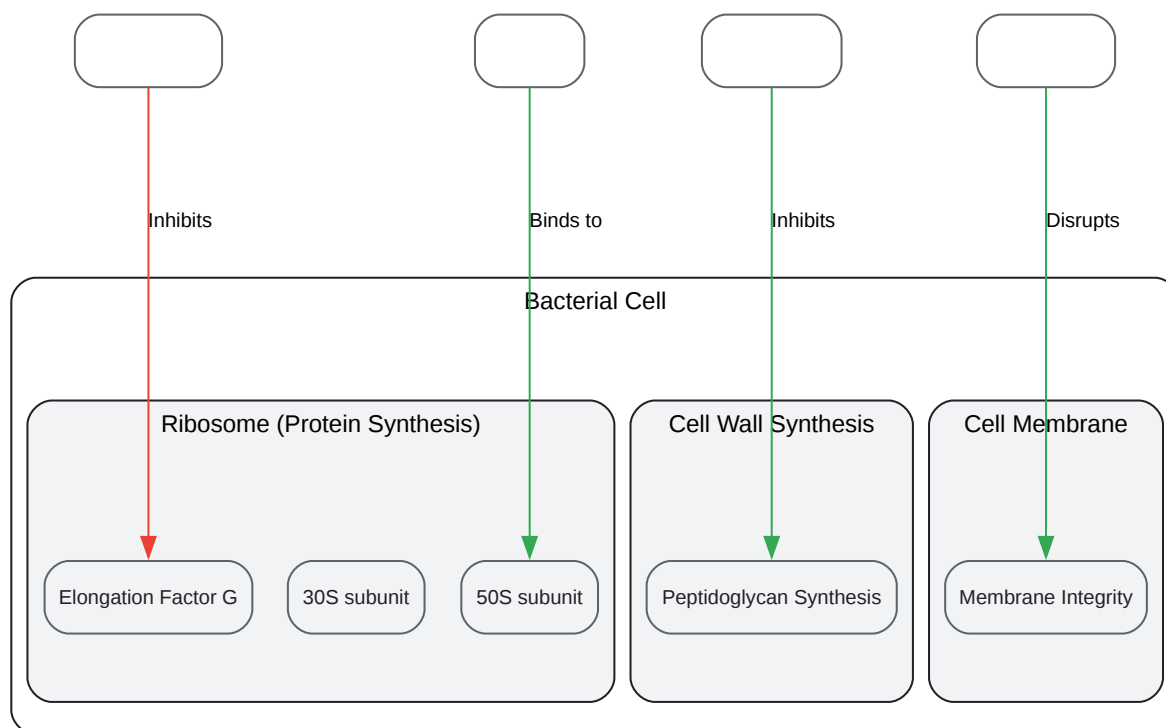 Inhibits
Binds to
Inhibits
Disrupts
Bacterial Cell
Ribosome (Protein Synthesis)
Cell Wall Synthesis
Cell Membrane
Elongation Factor G
30S subunit
50S subunit
Peptidoglycan Synthesis
Membrane Integrity